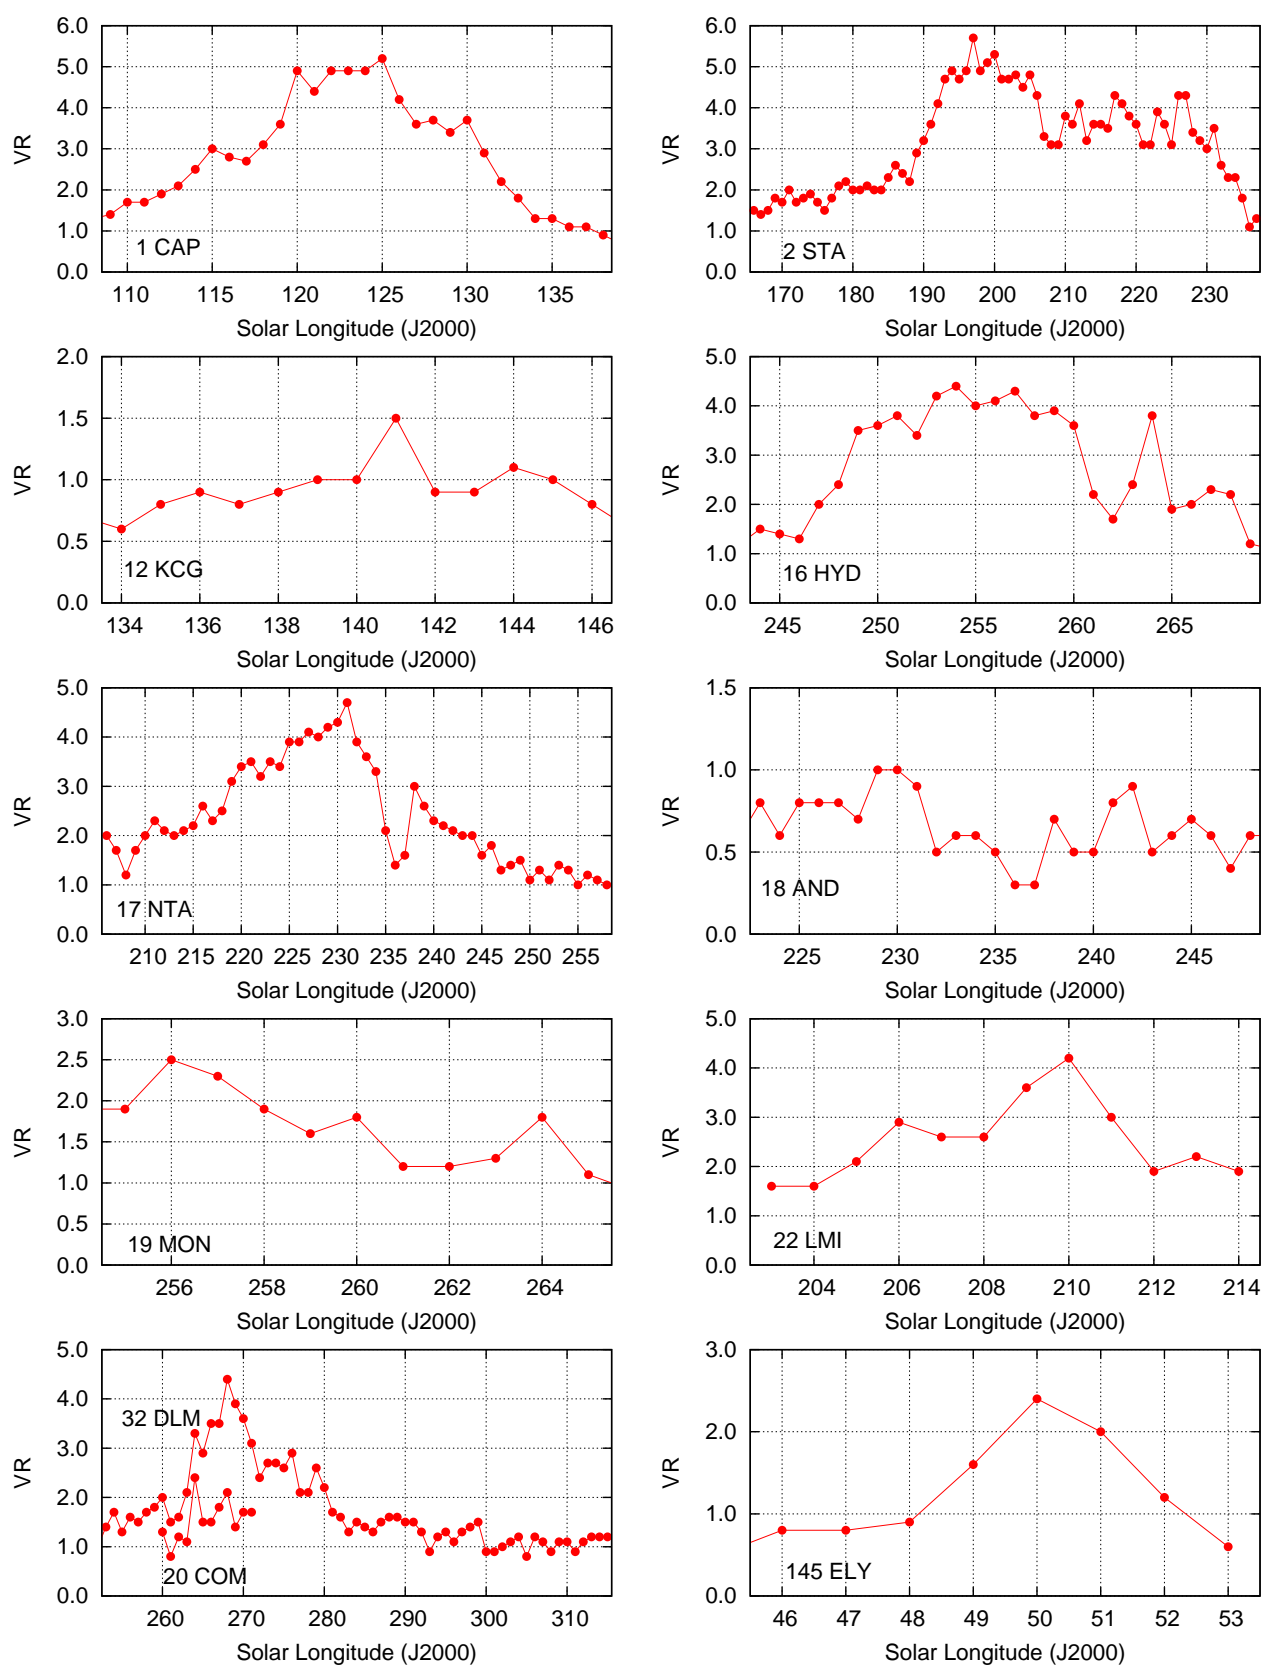 6.0
5.0
4.0
3.0
2.0
1.0
0.0
VR
1 CAP
110 115 120 125 130 135
Solar Longitude (J2000)
6.0
5.0
4.0
3.0
2.0
1.0
0.0
VR
2 STA
170 180 190 200 210 220 230
Solar Longitude (J2000)
2.0
1.5
1.0
0.5
0.0
VR
12 KCG
134 136 138 140 142 144 146
Solar Longitude (J2000)
5.0
4.0
3.0
2.0
1.0
0.0
VR
16 HYD
245 250 255 260 265
Solar Longitude (J2000)
5.0
4.0
3.0
2.0
1.0
0.0
VR
17 NTA
210 215 220 225 230 235 240 245 250 255
Solar Longitude (J2000)
1.5
1.0
0.5
0.0
VR
18 AND
225 230 235 240 245
Solar Longitude (J2000)
3.0
2.5
2.0
1.5
1.0
0.5
0.0
VR
19 MON
256 258 260 262 264
Solar Longitude (J2000)
5.0
4.0
3.0
2.0
1.0
0.0
VR
22 LMI
204 206 208 210 212 214
Solar Longitude (J2000)
5.0
4.0
3.0
2.0
1.0
0.0
VR
32 DLM
20 COM
260 270 280 290 300 310
Solar Longitude (J2000)
3.0
2.0
1.0
0.0
VR
145 ELY
46 47 48 49 50 51 52 53
Solar Longitude (J2000)